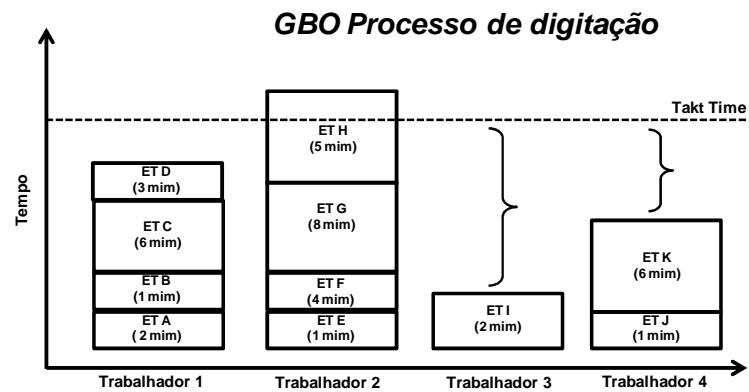 GBO Processo de digitação
Takt Time
Tempo
ET D
(3 mim)
ET C
(6 mim)
ET B
(1 mim)
ET A
( 2 mim)
ET H
(5 mim)
ET G
(8 mim)
ET F
(4 mim)
ET E
(1 mim)
ET I
(2 mim)
ET K
(6 mim)
ET J
(1 mim)
Trabalhador 1
Trabalhador 2
Trabalhador 3
Trabalhador 4